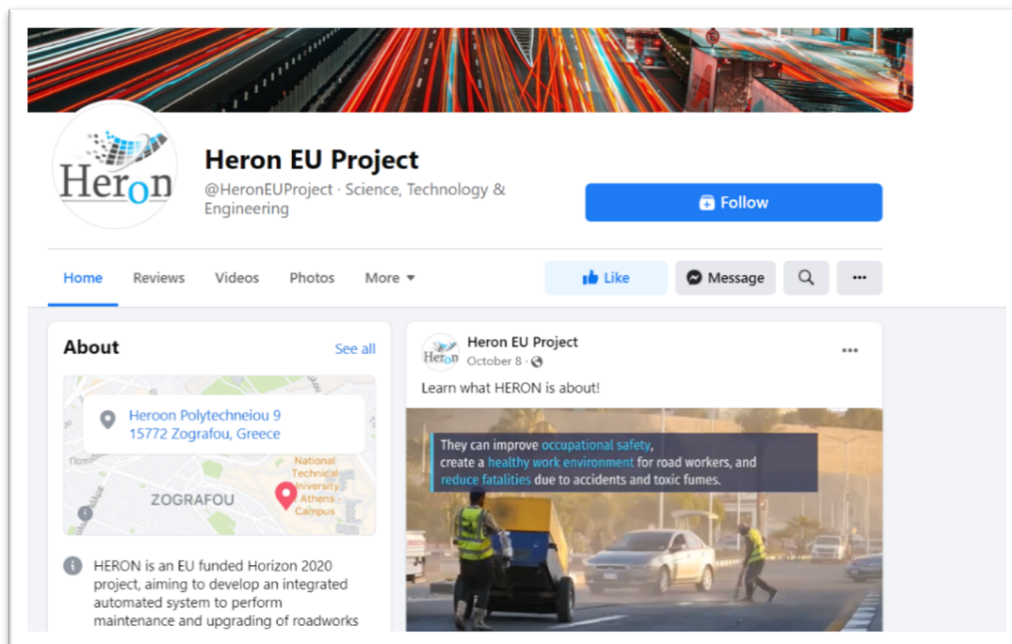 Heron
Heron EU Project
@HeronEUProject · Science, Technology &
Engineering
Follow
Home
Reviews
Videos
Photos
More
Like
Message
About
See all
Heroon Polytechneiou 9
15772 Zografou, Greece
National
Technical
University
Athens -
Campus
ZOGRAFOU
HERON is an EU funded Horizon 2020
project, aiming to develop an integrated
automated system to perform
maintenance and upgrading of roadworks
Heron
Heron EU Project
October 8 ·
Learn what HERON is about!
They can improve occupational safety,
create a healthy work environment for road workers, and
reduce fatalities due to accidents and toxic fumes.